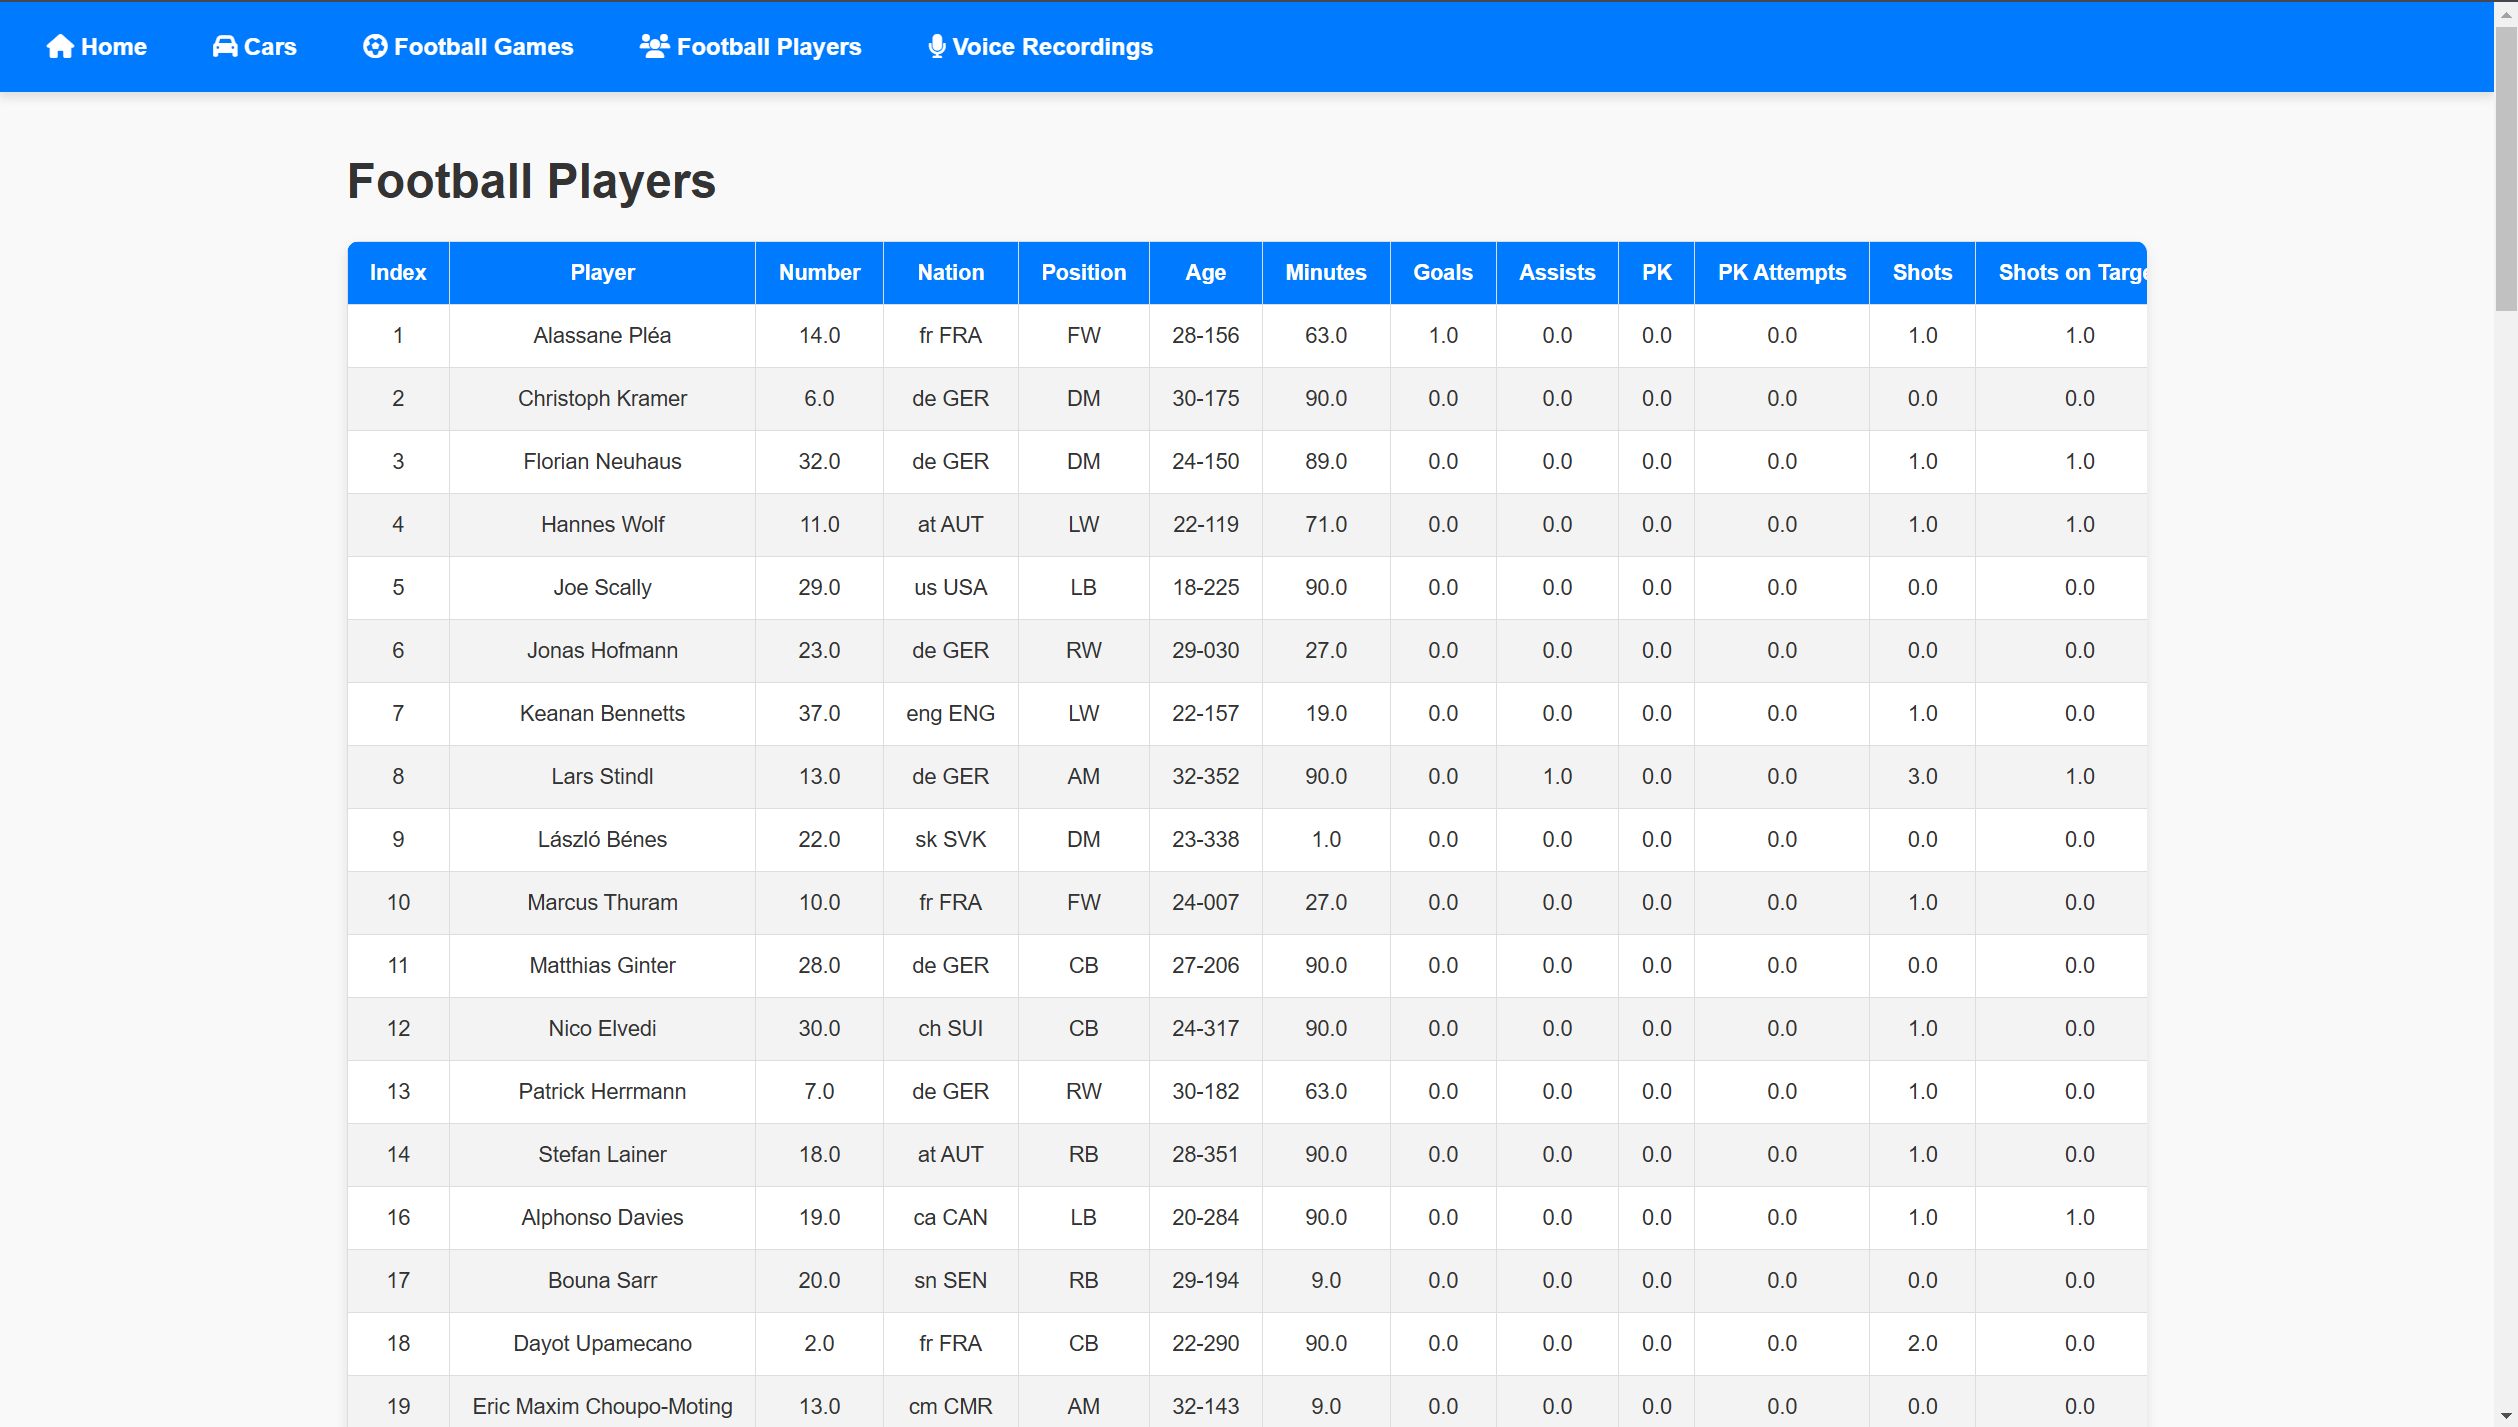 Home Cars Football Games Football Players Voice Recordings
Football Players
Index Player Number Nation Position Age Minutes Goals Assists PK PK Attempts Shots Shots on Targe
1 Alassane Pléa 14.0 fr FRA FW 28-156 63.0 1.0 0.0 0.0 0.0 1.0 1.0
2 Christoph Kramer 6.0 de GER DM 30-175 90.0 0.0 0.0 0.0 0.0 0.0 0.0
3 Florian Neuhaus 32.0 de GER DM 24-150 89.0 0.0 0.0 0.0 0.0 1.0 1.0
4 Hannes Wolf 11.0 at AUT LW 22-119 71.0 0.0 0.0 0.0 0.0 1.0 1.0
5 Joe Scally 29.0 us USA LB 18-225 90.0 0.0 0.0 0.0 0.0 0.0 0.0
6 Jonas Hofmann 23.0 de GER RW 29-030 27.0 0.0 0.0 0.0 0.0 0.0 0.0
7 Keanan Bennetts 37.0 eng ENG LW 22-157 19.0 0.0 0.0 0.0 0.0 1.0 0.0
8 Lars Stindl 13.0 de GER AM 32-352 90.0 0.0 1.0 0.0 0.0 3.0 1.0
9 László Bénes 22.0 sk SVK DM 23-338 1.0 0.0 0.0 0.0 0.0 0.0 0.0
10 Marcus Thuram 10.0 fr FRA FW 24-007 27.0 0.0 0.0 0.0 0.0 1.0 0.0
11 Matthias Ginter 28.0 de GER CB 27-206 90.0 0.0 0.0 0.0 0.0 0.0 0.0
12 Nico Elvedi 30.0 ch SUI CB 24-317 90.0 0.0 0.0 0.0 0.0 1.0 0.0
13 Patrick Herrmann 7.0 de GER RW 30-182 63.0 0.0 0.0 0.0 0.0 1.0 0.0
14 Stefan Lainer 18.0 at AUT RB 28-351 90.0 0.0 0.0 0.0 0.0 1.0 0.0
16 Alphonso Davies 19.0 ca CAN LB 20-284 90.0 0.0 0.0 0.0 0.0 1.0 1.0
17 Bouna Sarr 20.0 sn SEN RB 29-194 9.0 0.0 0.0 0.0 0.0 0.0 0.0
18 Dayot Upamecano 2.0 fr FRA CB 22-290 90.0 0.0 0.0 0.0 0.0 2.0 0.0
19 Eric Maxim Choupo-Moting 13.0 cm CMR AM 32-143 9.0 0.0 0.0 0.0 0.0 0.0 0.0